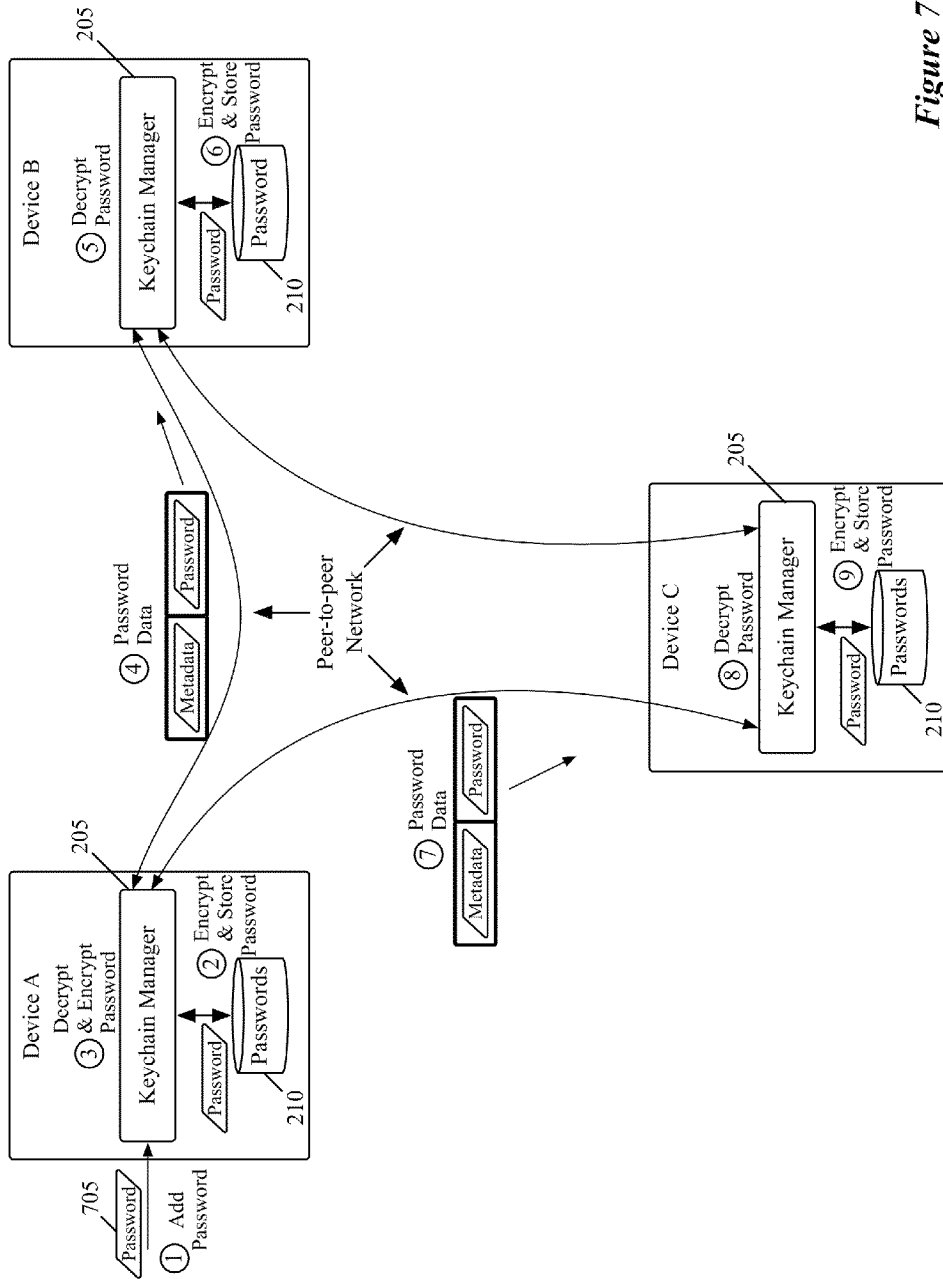 705
Password
1
Add
Password
Device A
205
Decrypt
3 & Encrypt
Password
Keychain Manager
Password
2 Encrypt
& Store
Password
Passwords
210
4 Password
Data
Metadata
Password
Peer-to-peer
Network
7 Password
Data
Metadata
Password
Device B
205
5 Decrypt
Password
Keychain Manager
Password
6 Encrypt
& Store
Password
Password
210
Device C
205
8 Decrypt
Password
Keychain Manager
Password
9 Encrypt
& Store
Password
Passwords
210
Figure 7